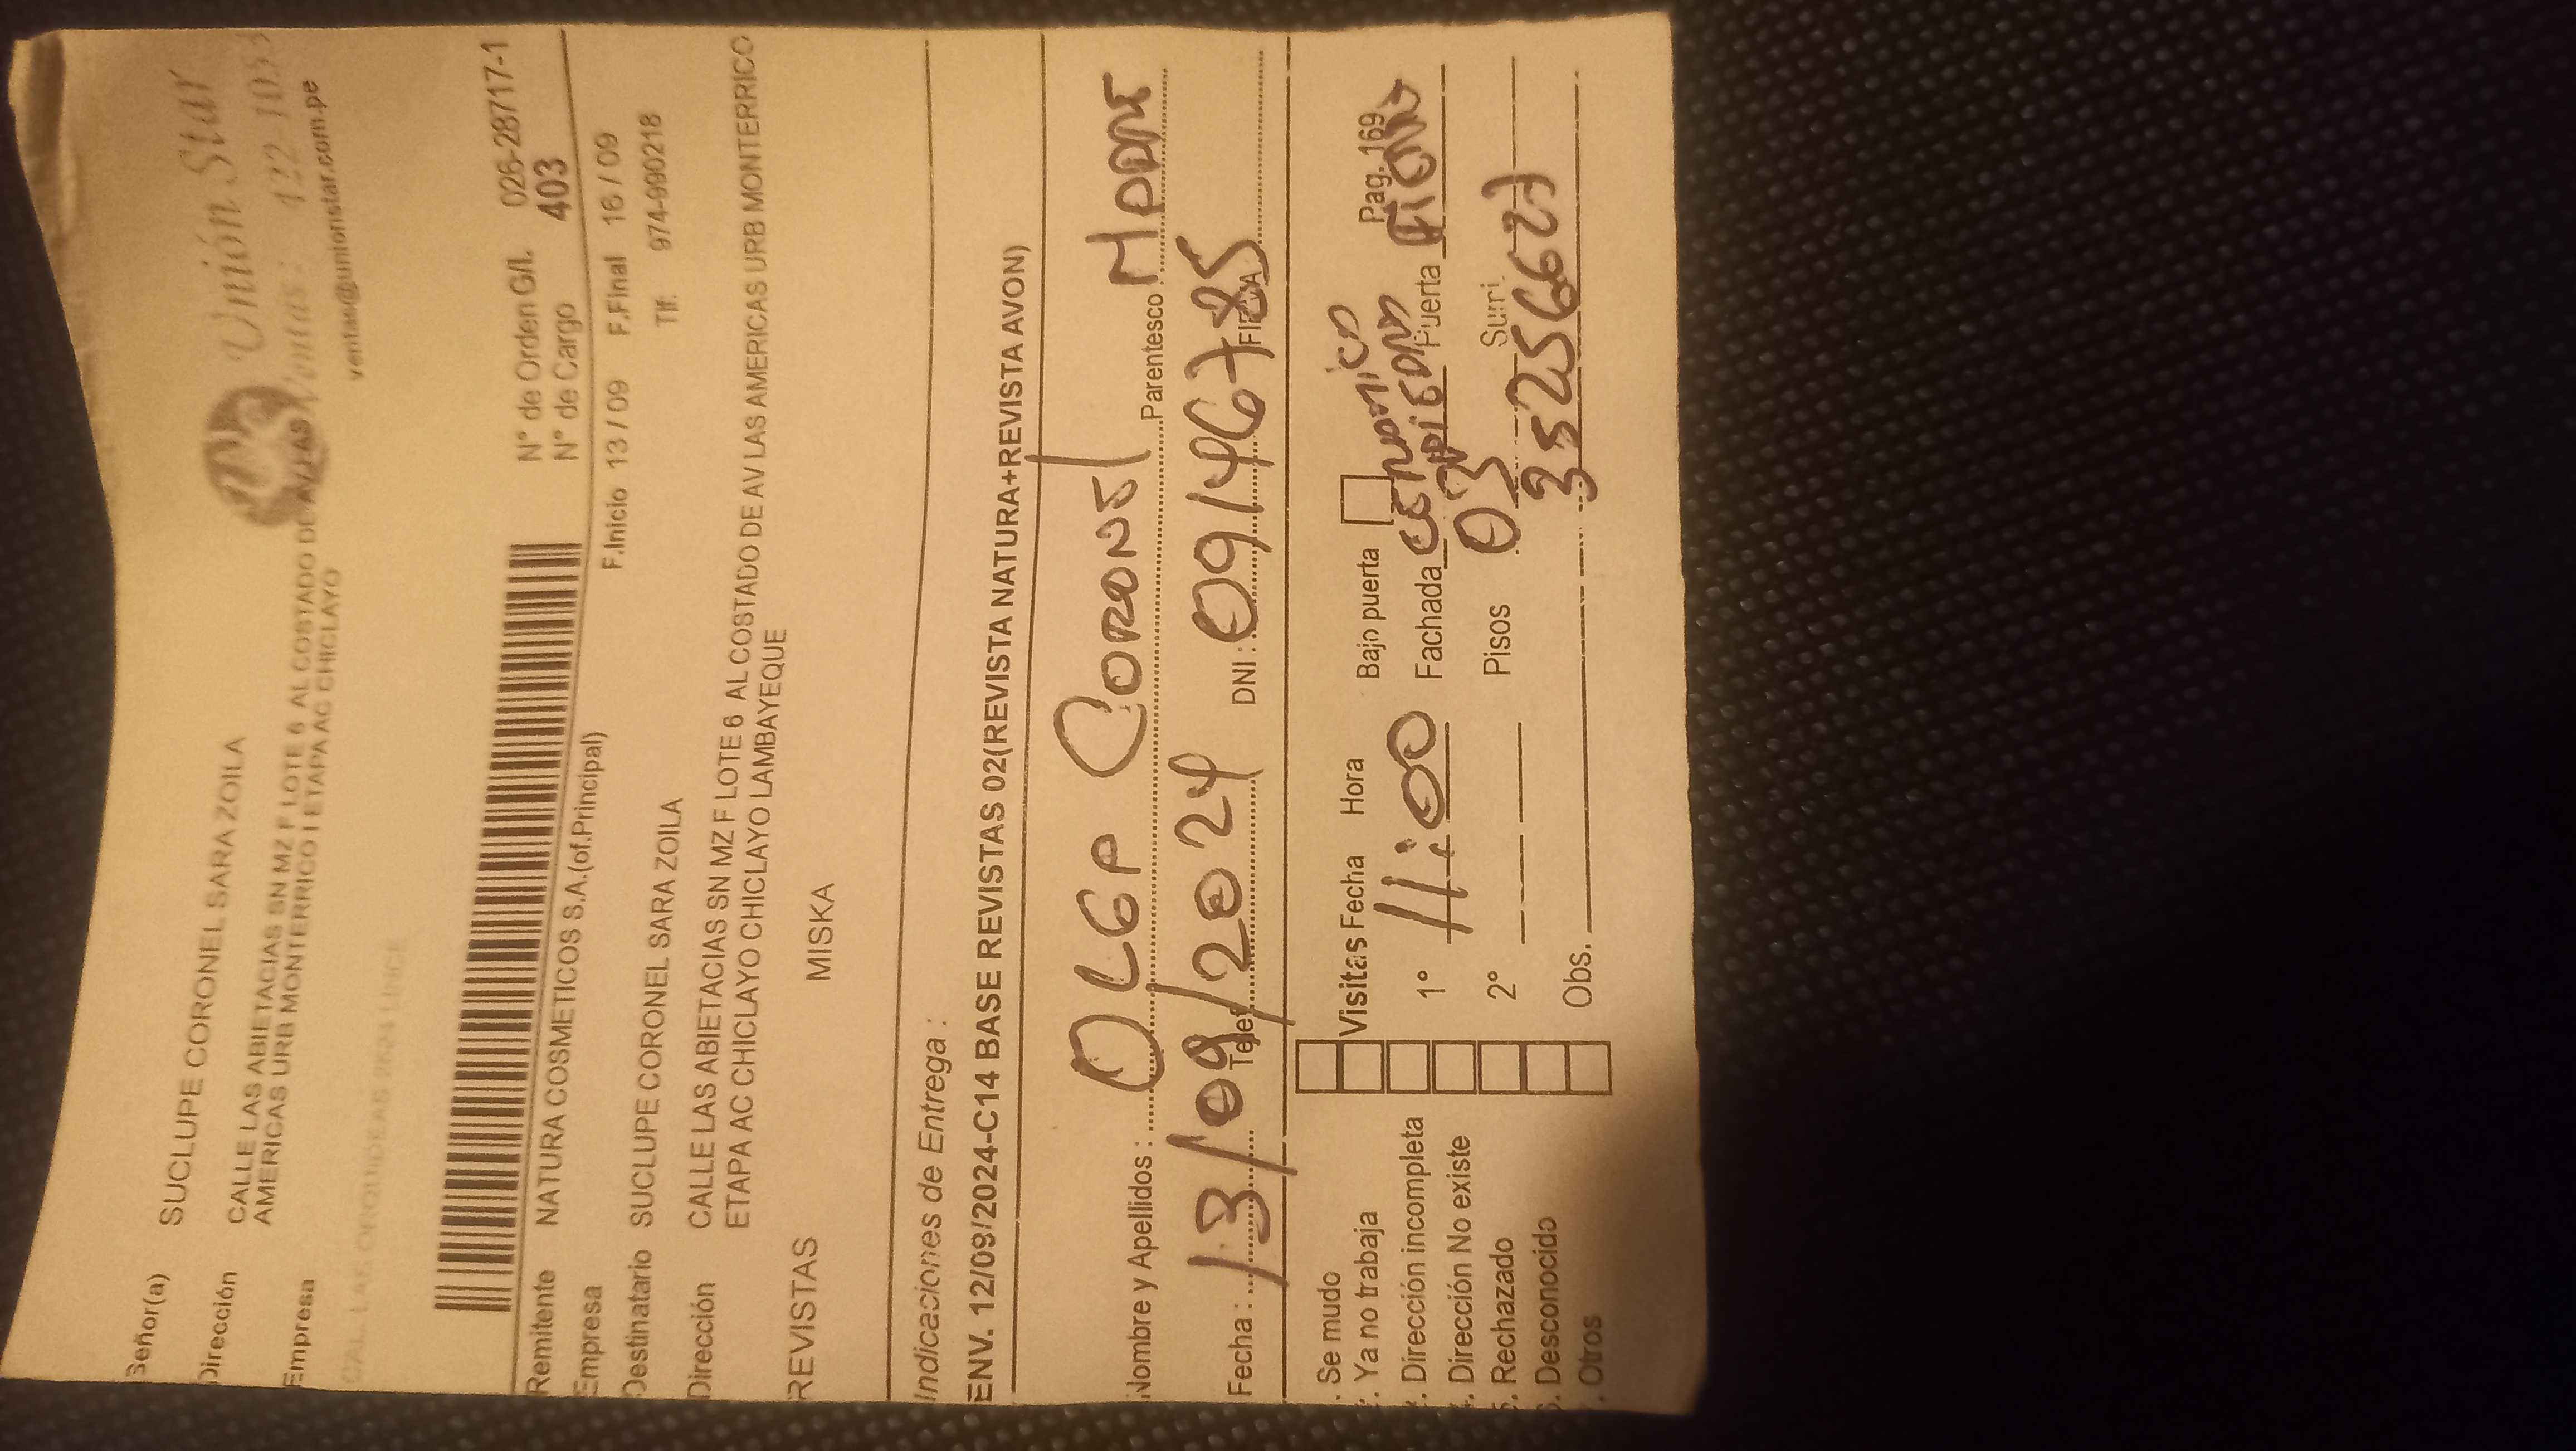 Unión Star
Ventas: 422-1053
ventas@unionstar.com.pe
Señor(a) SUCLUPE CORONEL SARA ZOILA
Dirección CALLE LAS ABIETACIAS SN MZ F LOTE 6 AL COSTADO DE AV LAS
AMERICAS URB MONTERRICO I ETAPA AC CHICLAYO
Empresa
N° de Orden G/I. 026-28717-1
N° de Cargo 403
Remitente NATURA COSMETICOS S.A.(of.Principal)
F.Inicio 13 / 09 F.Final 16 / 09
Empresa
Tlf. 974-990218
Destinatario SUCLUPE CORONEL SARA ZOILA
Dirección CALLE LAS ABIETACIAS SN MZ F LOTE 6 AL COSTADO DE AV LAS AMERICAS URB MONTERRICO
ETAPA AC CHICLAYO CHICLAYO CHICLAYO LAMBAYEQUE
REVISTAS MISKA
Indicaciones de Entrega :
ENV. 12/09/2024-C14 BASE REVISTAS 02(REVISTA NATURA+REVISTA AVON)
Nombre y Apellidos : OLGA CORONEl Parentesco
Fecha : 13/09/2024 Telef DNI : 09146785 FIRMA
. Se mudo
. Ya no trabaja Visitas Fecha Hora Bajo puerta Pag. 169
. Dirección incompleta 1° 11:00 Fachada Puerta
. Dirección No existe
. Rechazado 2° Pisos 03 Suri.
. Desconocido
. Otros Obs. 3256627